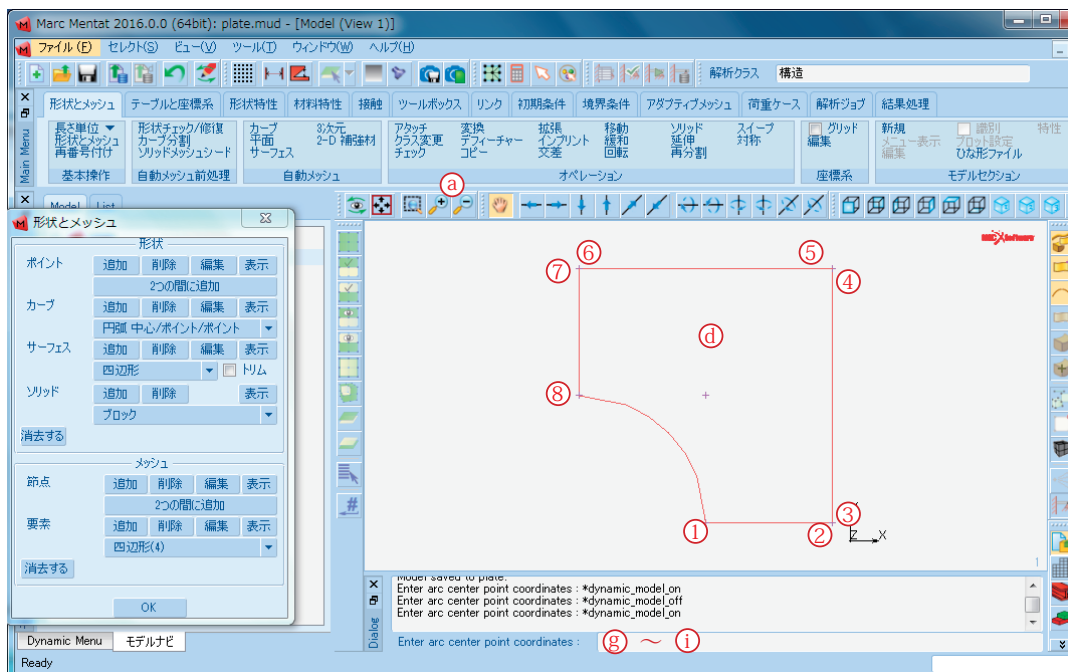 Marc Mentat 2016.0.0 (64bit): plate.mud - [Model (View 1)]
ファイル(F) セレクト(S) ビュー(V) ツール(T) ウィンドウ(W) ヘルプ(H)
解析クラス 構造
形状とメッシュ テーブルと座標系 形状特性 材料特性 接触 ツールボックス リンク 初期条件 境界条件 アダプティブメッシュ 荷重ケース 解析ジョブ 結果処理
Main Menu
長さ単位 ▼
形状とメッシュ
再番号付け
基本操作
形状チェック/修復
カーブ分割
ソリッドメッシュシード
自動メッシュ前処理
カーブ 3次元
平面 2-D 補強材
サーフェス
自動メッシュ
アタッチ 変換 拡張 移動 ソリッド スイープ
クラス変更 デフィーチャー インプリント 緩和 延伸 対称
チェック コピー 交差 回転 再分割
オペレーション
グリッド
編集
座標系
新規 識別 特性
メニュー表示 プロット設定
編集 ひな形ファイル
モデルセクション
ⓐ
Model List
形状とメッシュ
形状
ポイント 追加 削除 編集 表示
2つの間に追加
カーブ 追加 削除 編集 表示
円弧 中心/ポイント/ポイント
サーフェス 追加 削除 編集 表示
四辺形 トリム
ソリッド 追加 削除 表示
ブロック
消去する
メッシュ
節点 追加 削除 編集 表示
2つの間に追加
要素 追加 削除 編集 表示
四辺形(4)
消去する
OK
Dynamic Menu モデルナビ
Ready
⑥ ⑤
⑦ ④
ⓓ
⑧
① ② ③
Z X
1
Dialog
Model saved to plate.
Enter arc center point coordinates : *dynamic_model_on
Enter arc center point coordinates : *dynamic_model_off
Enter arc center point coordinates : *dynamic_model_on
Enter arc center point coordinates : ⓖ ～ ⓘ